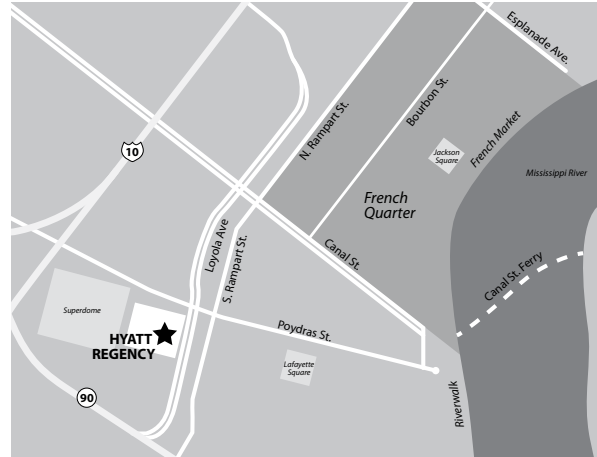 Esplanade Ave.
N. Rampart St.
Bourbon St.
French Market
10
Jackson
Square
Mississippi River
French
Quarter
Loyola Ave
S. Rampart St.
Canal St.
Canal St. Ferry
Superdome
HYATT
REGENCY
Poydras St.
Lafayette
Square
90
Riverwalk